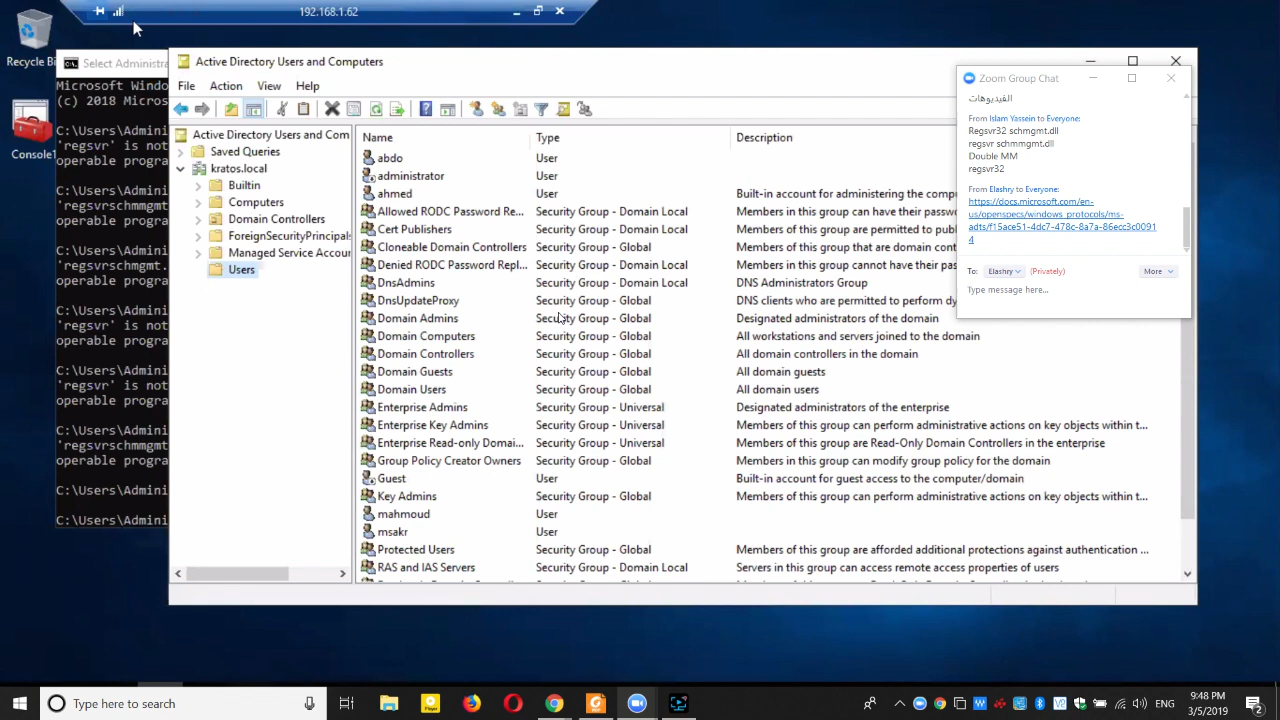 192.168.1.62
Recycle Bi
Console1
Select Administra
Microsoft Windo
(c) 2018 Micros
C:\Users\Admini
'regsvr' is not
operable progra
C:\Users\Admini
'regsvrschmgmt
operable progra
C:\Users\Admini
'regsvrschmgmt.
operable progra
C:\Users\Admini
'regsvr' is not
operable progra
C:\Users\Admini
'regsvr' is not
operable progra
C:\Users\Admini
'regsvrschmmgmt
operable progra
C:\Users\Admini
C:\Users\Admini
Active Directory Users and Computers
File Action View Help
Active Directory Users and Com
Saved Queries
kratos.local
Builtin
Computers
Domain Controllers
ForeignSecurityPrincipals
Managed Service Accou
Users
Name Type Description
abdo User
administrator User
ahmed User Built-in account for administering the compu
Allowed RODC Password Re... Security Group - Domain Local Members in this group can have their passwo
Cert Publishers Security Group - Domain Local Members of this group are permitted to publ
Cloneable Domain Controllers Security Group - Global Members of this group that are domain cont
Denied RODC Password Repl... Security Group - Domain Local Members in this group cannot have their pas
DnsAdmins Security Group - Domain Local DNS Administrators Group
DnsUpdateProxy Security Group - Global DNS clients who are permitted to perform dy
Domain Admins Security Group - Global Designated administrators of the domain
Domain Computers Security Group - Global All workstations and servers joined to the domain
Domain Controllers Security Group - Global All domain controllers in the domain
Domain Guests Security Group - Global All domain guests
Domain Users Security Group - Global All domain users
Enterprise Admins Security Group - Universal Designated administrators of the enterprise
Enterprise Key Admins Security Group - Universal Members of this group can perform administrative actions on key objects within t...
Enterprise Read-only Domai... Security Group - Universal Members of this group are Read-Only Domain Controllers in the enterprise
Group Policy Creator Owners Security Group - Global Members in this group can modify group policy for the domain
Guest User Built-in account for guest access to the computer/domain
Key Admins Security Group - Global Members of this group can perform administrative actions on key objects within t...
mahmoud User
msakr User
Protected Users Security Group - Global Members of this group are afforded additional protections against authentication ...
RAS and IAS Servers Security Group - Domain Local Servers in this group can access remote access properties of users
Zoom Group Chat
الفيديوهات
From Islam Yassein to Everyone:
Regsvr32 schmgmt.dll
regsvr schmmgmt.dll
Double MM
regsvr32
From Elashry to Everyone:
https://docs.microsoft.com/en-
us/openspecs/windows_protocols/ms-
adts/f15ace51-4dc7-478c-8a7a-86ecc3c0091
4
To: Elashry (Privately) More
Type message here...
Type here to search
ENG
9:48 PM
3/5/2019
2